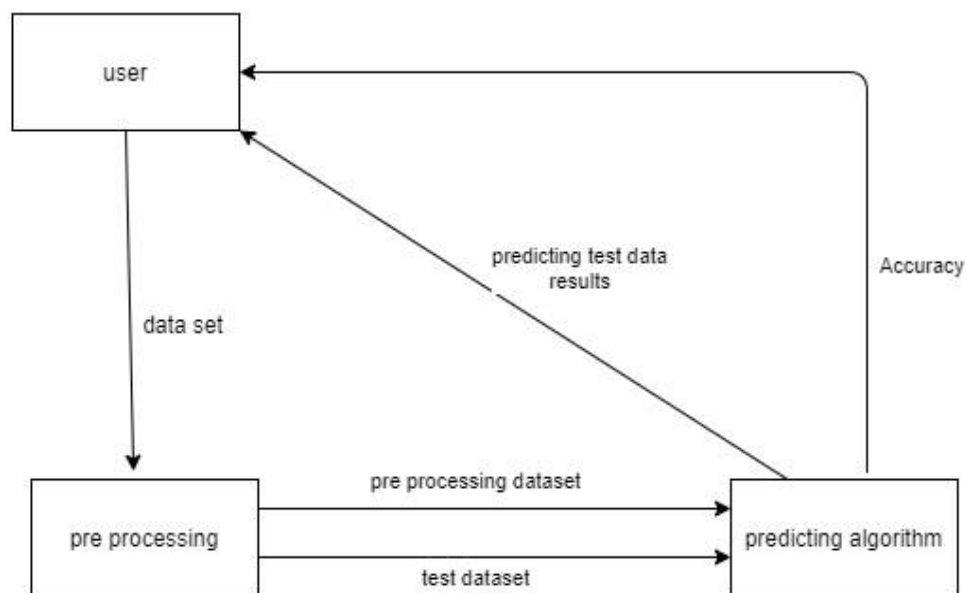 user
predicting test data
results
Accuracy
data set
pre processing dataset
pre processing
predicting algorithm
test dataset